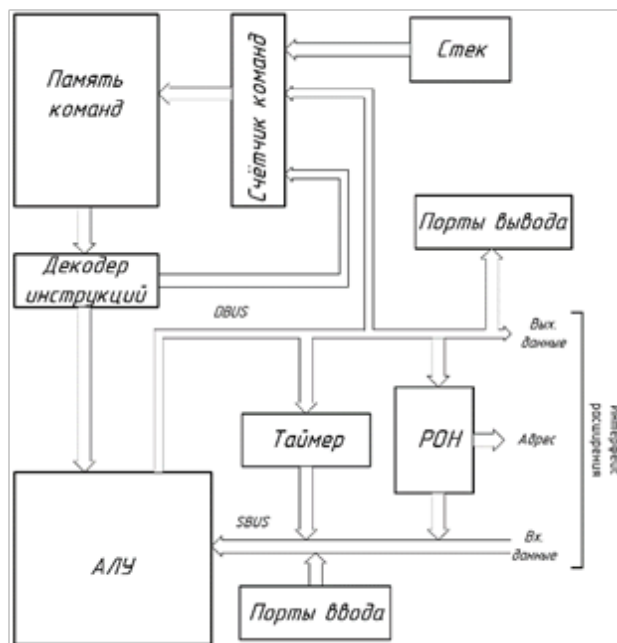 Память
команд
Счётчик команд
Стек
Порты вывода
Декодер
инструкций
DBUS
Вых.
данные
Таймер
РОН
Адрес
расширения
SBUS
АЛУ
Вх.
данные
Порты ввода